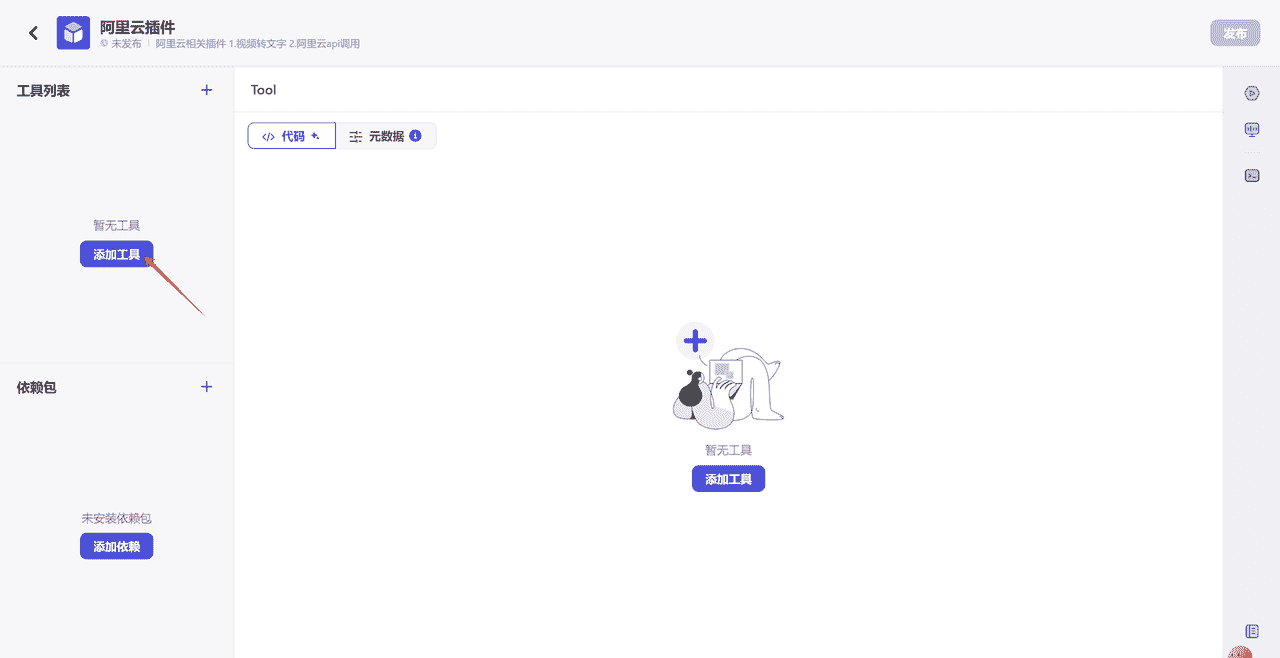 阿里云插件
未发布 阿里云相关插件 1.视频转文字 2.阿里云api调用
发布
工具列表
Tool
代码
元数据
暂无工具
添加工具
依赖包
未安装依赖包
添加依赖
暂无工具
添加工具